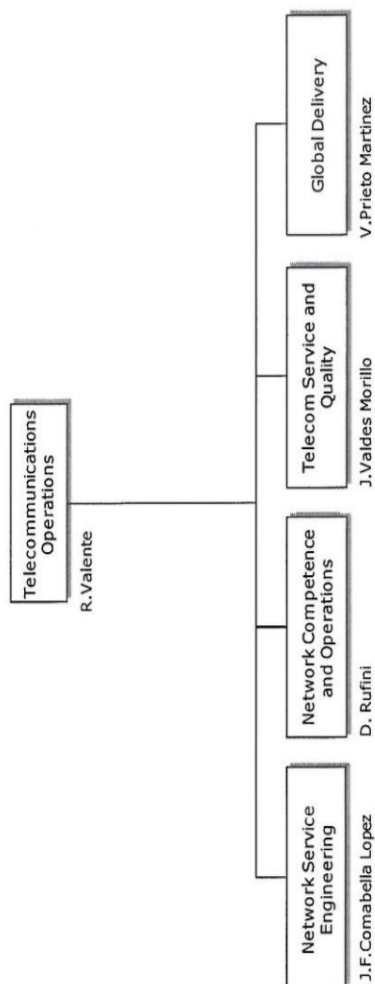 Telecommunications
Operations
R.Valente
Network Service
Engineering
J.F.Comabella Lopez
Network Competence
and Operations
D. Rufini
Telecom Service and
Quality
J.Valdes Morillo
Global Delivery
V.Prieto Martinez